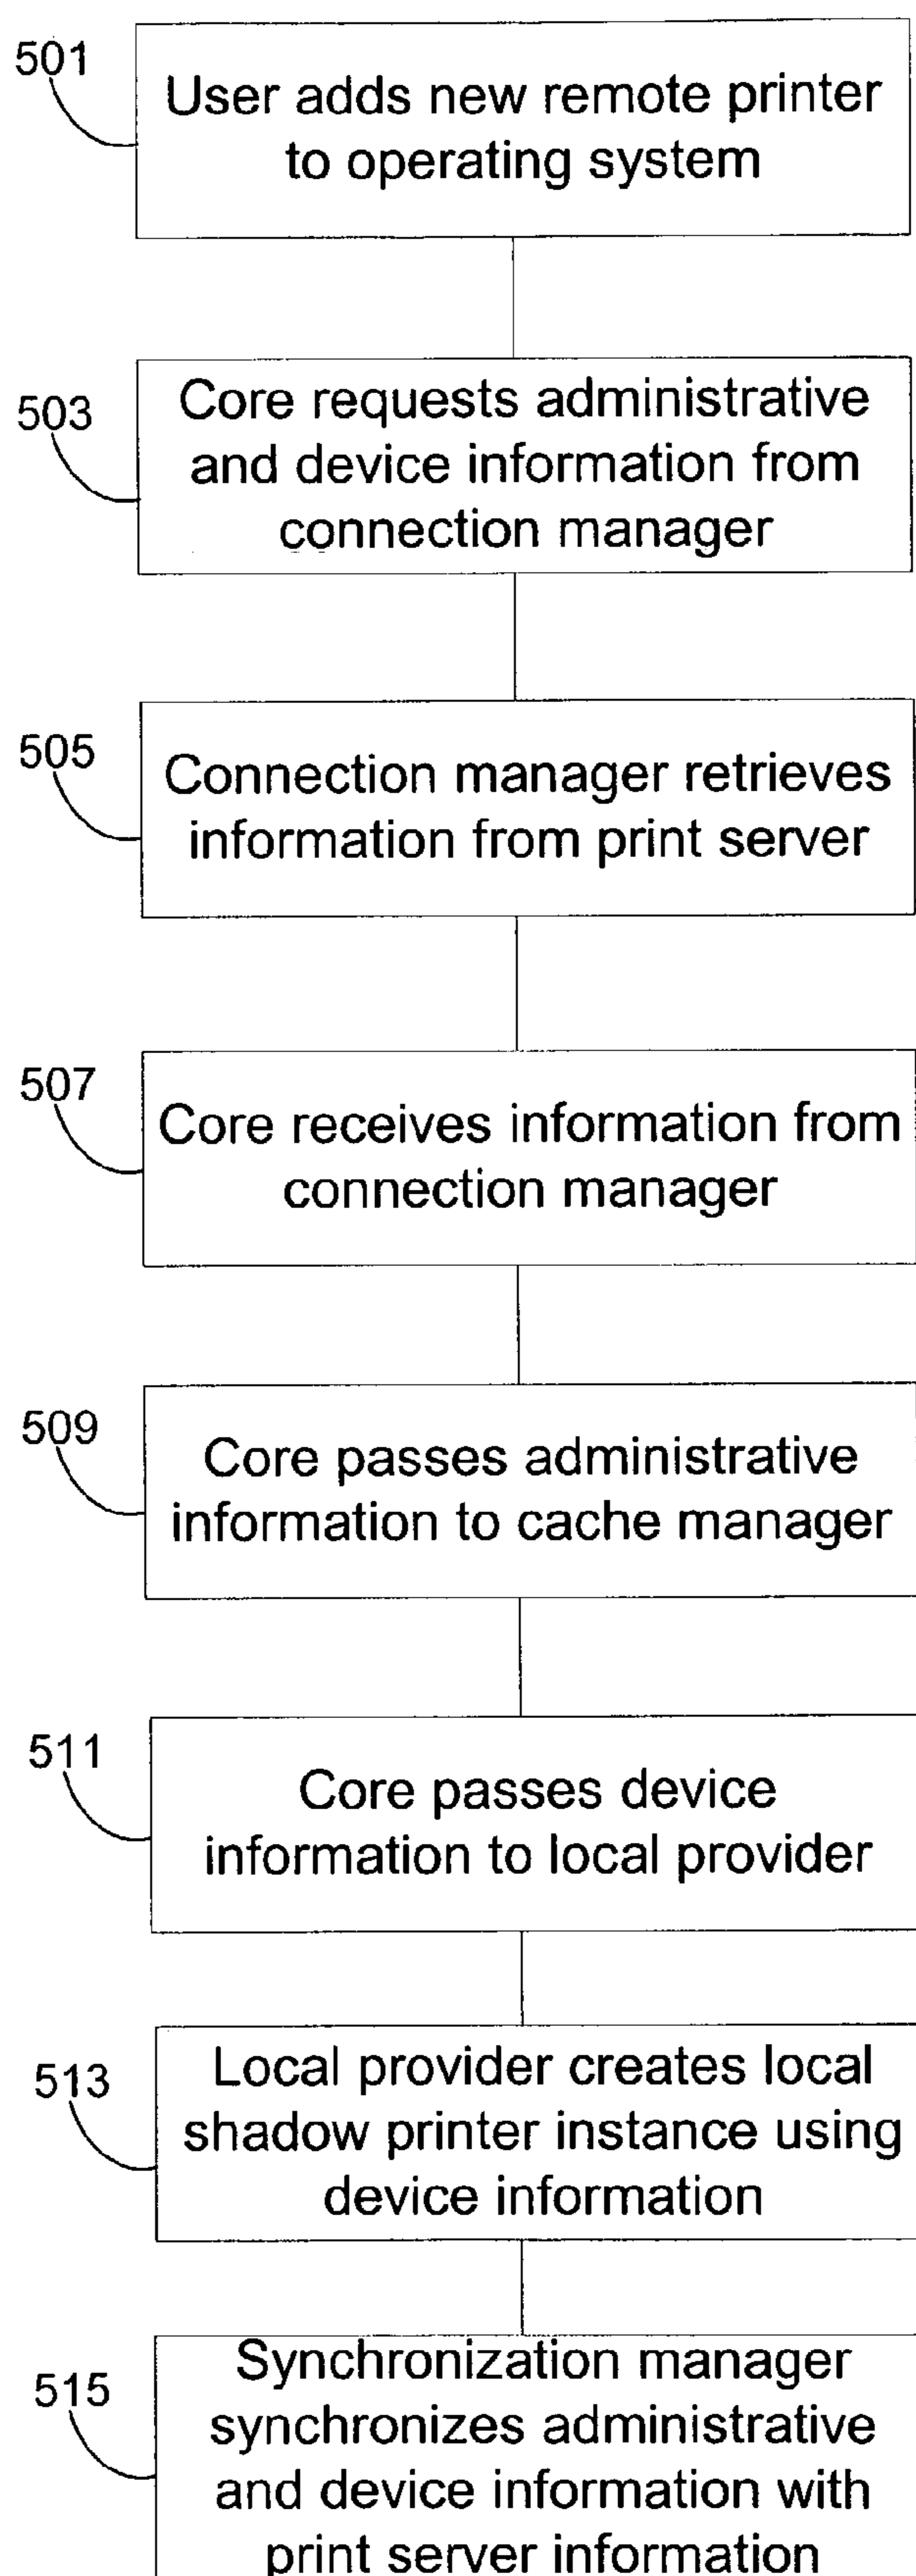 501
User adds new remote printer
to operating system
503
Core requests administrative
and device information from
connection manager
505
Connection manager retrieves
information from print server
507
Core receives information from
connection manager
509
Core passes administrative
information to cache manager
511
Core passes device
information to local provider
513
Local provider creates local
shadow printer instance using
device information
515
Synchronization manager
synchronizes administrative
and device information with
print server information